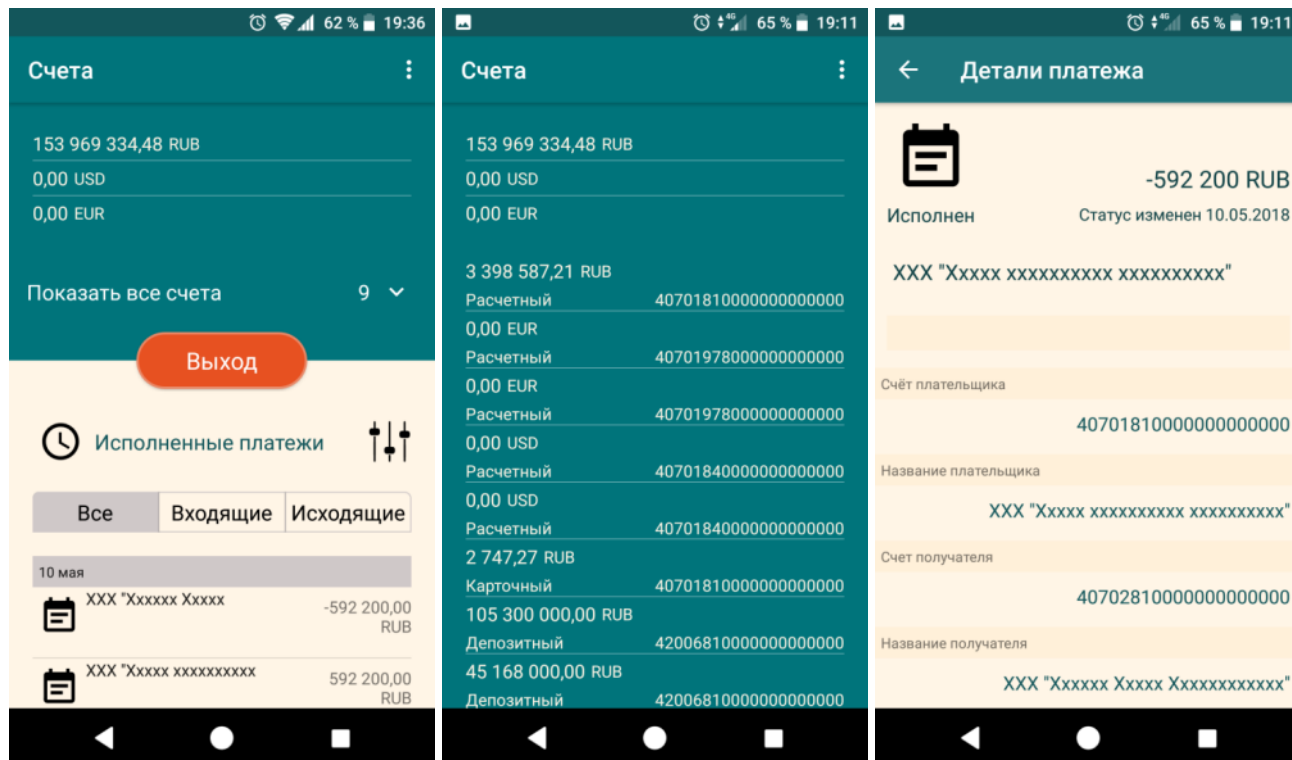 62 % 19:36
Счета
153 969 334,48 RUB
0,00 USD
0,00 EUR
Показать все счета 9
Выход
Исполненные платежи
Все Входящие Исходящие
10 мая
XXX "Xxxxxx Xxxxx -592 200,00
RUB
XXX "Xxxxx xxxxxxxxxx 592 200,00
RUB
4G 65 % 19:11
Счета
153 969 334,48 RUB
0,00 USD
0,00 EUR
3 398 587,21 RUB
Расчетный 40701810000000000000
0,00 EUR
Расчетный 40701978000000000000
0,00 EUR
Расчетный 40701978000000000000
0,00 USD
Расчетный 40701840000000000000
0,00 USD
Расчетный 40701840000000000000
2 747,27 RUB
Карточный 40701810000000000000
105 300 000,00 RUB
Депозитный 42006810000000000000
45 168 000,00 RUB
Депозитный 42006810000000000000
4G 65 % 19:11
Детали платежа
-592 200 RUB
Исполнен Статус изменен 10.05.2018
XXX "Xxxxx xxxxxxxxxx xxxxxxxxxx"
Счёт плательщика
40701810000000000000
Название плательщика
XXX "Xxxxx xxxxxxxxxx xxxxxxxxxx"
Счет получателя
40702810000000000000
Название получателя
XXX "Xxxxxx Xxxxx Xxxxxxxxxxxx"